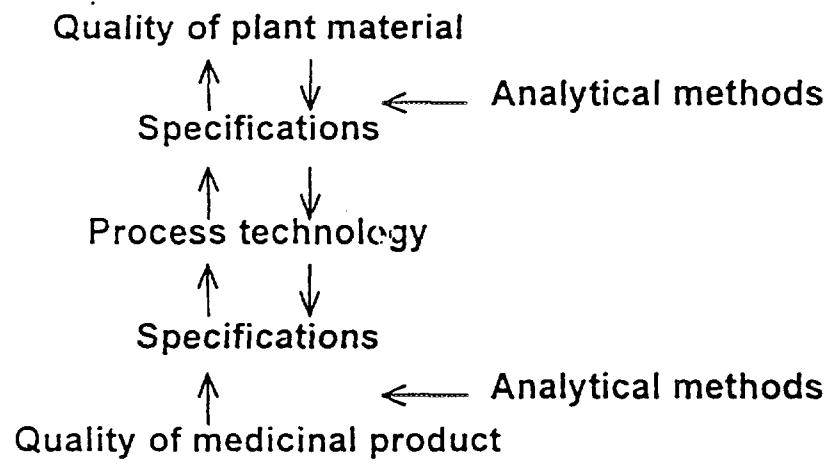 Quality of plant material
Analytical methods
Specifications
Process technology
Specifications
Analytical methods
Quality of medicinal product